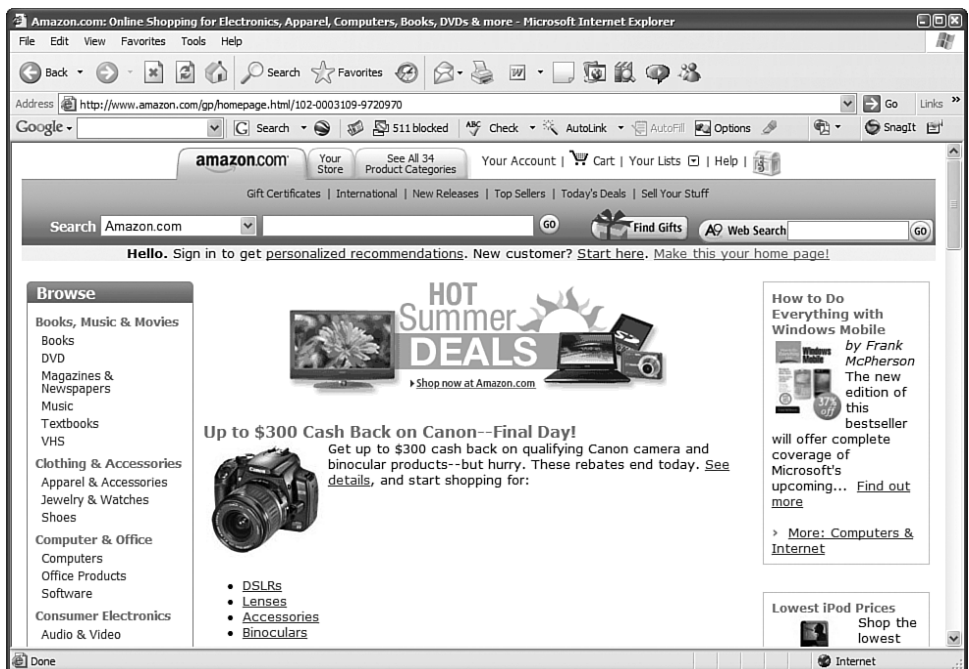 Amazon.com: Online Shopping for Electronics, Apparel, Computers, Books, DVDs & more - Microsoft Internet Explorer
File Edit View Favorites Tools Help
Back Search Favorites
Address http://www.amazon.com/gp/homepage.html/102-0003109-9720970 Go Links »
Google Search 511 blocked ABC Check AutoLink AutoFill Options SnagIt
amazon.com Your Store See All 34 Product Categories Your Account | Cart | Your Lists | Help |
Gift Certificates | International | New Releases | Top Sellers | Today's Deals | Sell Your Stuff
Search Amazon.com GO Find Gifts A9 Web Search GO
Hello. Sign in to get personalized recommendations. New customer? Start here. Make this your home page!
Browse
Books, Music & Movies
Books
DVD
Magazines &
Newspapers
Music
Textbooks
VHS
Clothing & Accessories
Apparel & Accessories
Jewelry & Watches
Shoes
Computer & Office
Computers
Office Products
Software
Consumer Electronics
Audio & Video
HOT
Summer
DEALS
Shop now at Amazon.com
Up to $300 Cash Back on Canon--Final Day!
Get up to $300 cash back on qualifying Canon camera and
binocular products--but hurry. These rebates end today. See
details, and start shopping for:
Canon
• DSLRs
• Lenses
• Accessories
• Binoculars
How to Do
Everything with
Windows Mobile
by Frank
McPherson
Windows
Mobile
37%
off
The new
edition of
this
bestseller
will offer complete
coverage of
Microsoft's
upcoming... Find out
more
› More: Computers &
Internet
Lowest iPod Prices
Shop the
lowest
Done Internet